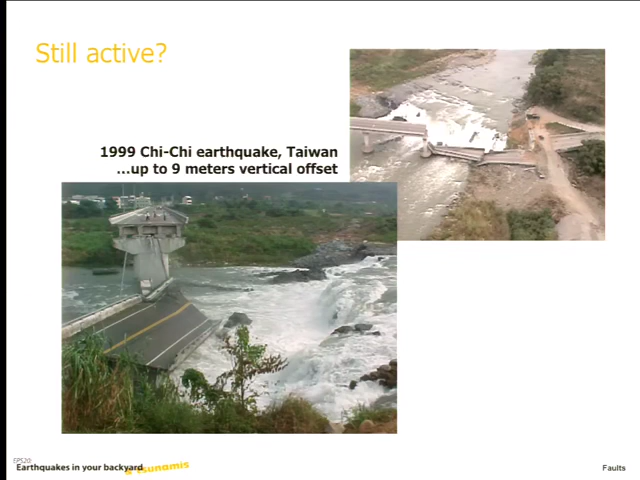 Still active?
1999 Chi-Chi earthquake, Taiwan
...up to 9 meters vertical offset
EPS20:
Earthquakes in your backyard & Tsunamis
Faults